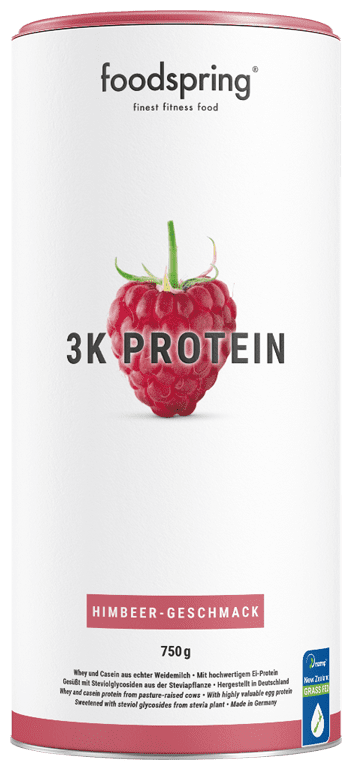 foodspring®
finest fitness food
3K PROTEIN
HIMBEER-GESCHMACK
750g
Whey und Casein aus echter Weidemilch • Mit hochwertigem Ei-Protein
Gesüßt mit Steviolglycosiden aus der Steviapflanze • Hergestellt in Deutschland
Whey and casein protein from pasture-raised cows • With highly valuable egg protein
Sweetened with steviol glycosides from stevia plant • Made in Germany
New Zealand
GRASS FED